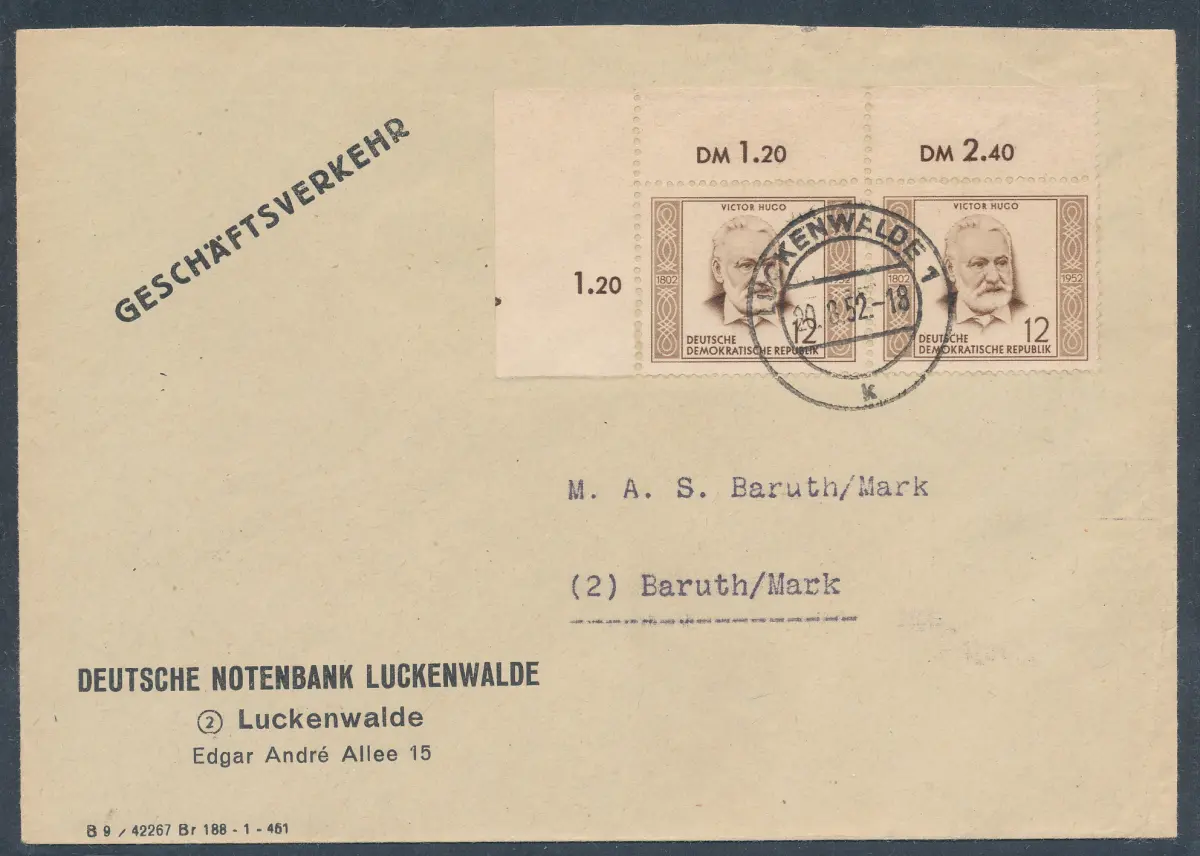 GESCHÄFTSVERKEHR
DM 1.20
DM 2.40
1.20
VICTOR HUGO
1802
DEUTSCHE
DEMOKRATISCHE REPUBLIK
12
VICTOR HUGO
1802
1952
DEUTSCHE
DEMOKRATISCHE REPUBLIK
12
LUCKENWALDE 1
52.-18
k
M. A. S. Baruth/Mark
(2) Baruth/Mark
DEUTSCHE NOTENBANK LUCKENWALDE
② Luckenwalde
Edgar André Allee 15
B 9 / 42267 Br 188 - 1 - 451